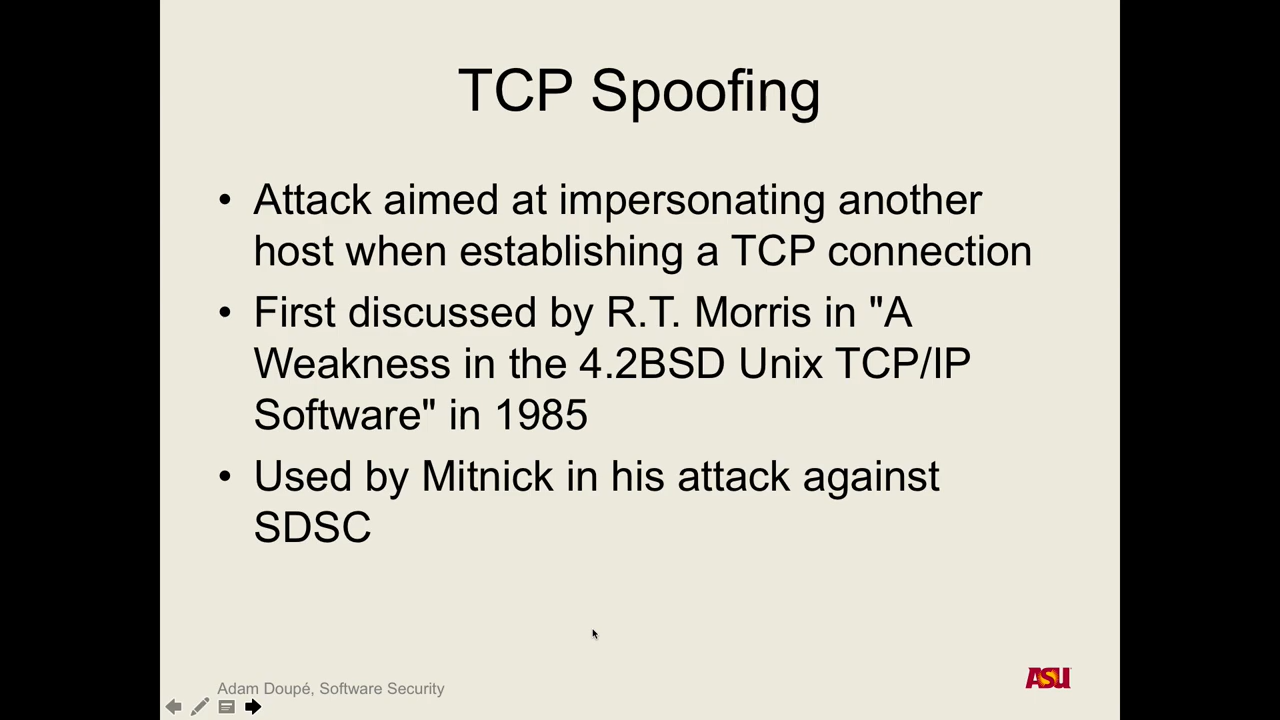 TCP Spoofing
• Attack aimed at impersonating another
host when establishing a TCP connection
• First discussed by R.T. Morris in "A
Weakness in the 4.2BSD Unix TCP/IP
Software" in 1985
• Used by Mitnick in his attack against
SDSC
Adam Doupé, Software Security
ASU